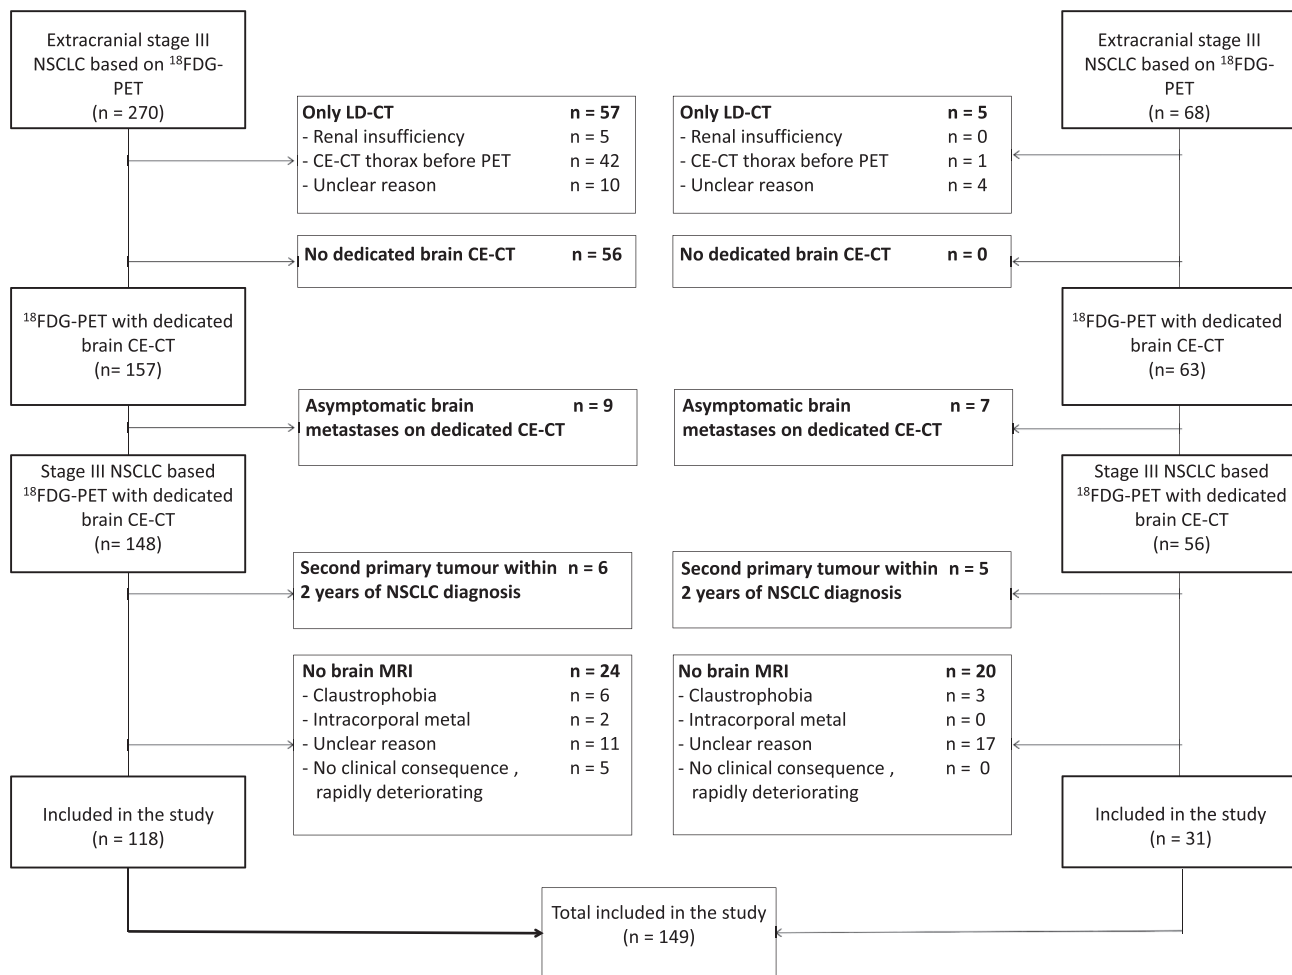 Extracranial stage III
NSCLC based on ¹⁸FDG-
PET
(n = 270)
Only LD-CT n = 57
- Renal insufficiency n = 5
- CE-CT thorax before PET n = 42
- Unclear reason n = 10
No dedicated brain CE-CT n = 56
¹⁸FDG-PET with dedicated
brain CE-CT
(n= 157)
Asymptomatic brain n = 9
metastases on dedicated CE-CT
Stage III NSCLC based
¹⁸FDG-PET with dedicated
brain CE-CT
(n= 148)
Second primary tumour within n = 6
2 years of NSCLC diagnosis
No brain MRI n = 24
- Claustrophobia n = 6
- Intracorporal metal n = 2
- Unclear reason n = 11
- No clinical consequence , n = 5
rapidly deteriorating
Included in the study
(n = 118)
Extracranial stage III
NSCLC based on ¹⁸FDG-
PET
(n = 68)
Only LD-CT n = 5
- Renal insufficiency n = 0
- CE-CT thorax before PET n = 1
- Unclear reason n = 4
No dedicated brain CE-CT n = 0
¹⁸FDG-PET with dedicated
brain CE-CT
(n= 63)
Asymptomatic brain n = 7
metastases on dedicated CE-CT
Stage III NSCLC based
¹⁸FDG-PET with dedicated
brain CE-CT
(n= 56)
Second primary tumour within n = 5
2 years of NSCLC diagnosis
No brain MRI n = 20
- Claustrophobia n = 3
- Intracorporal metal n = 0
- Unclear reason n = 17
- No clinical consequence , n = 0
rapidly deteriorating
Included in the study
(n = 31)
Total included in the study
(n = 149)